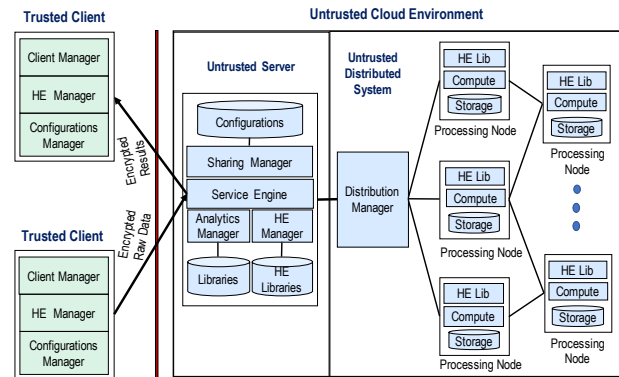 Trusted Client
Client Manager
HE Manager
Configurations
Manager
Trusted Client
Client Manager
HE Manager
Configurations
Manager
Encrypted
Results
Encrypted
Raw Data
Untrusted Cloud Environment
Untrusted Server
Configurations
Sharing Manager
Service Engine
Analytics
Manager
HE
Manager
Libraries
HE
Libraries
Untrusted
Distributed
System
Distribution
Manager
HE Lib
Compute
Storage
Processing Node
HE Lib
Compute
Storage
Processing Node
HE Lib
Compute
Storage
Processing Node
HE Lib
Compute
Storage
Processing
Node
HE Lib
Compute
Storage
Processing
Node